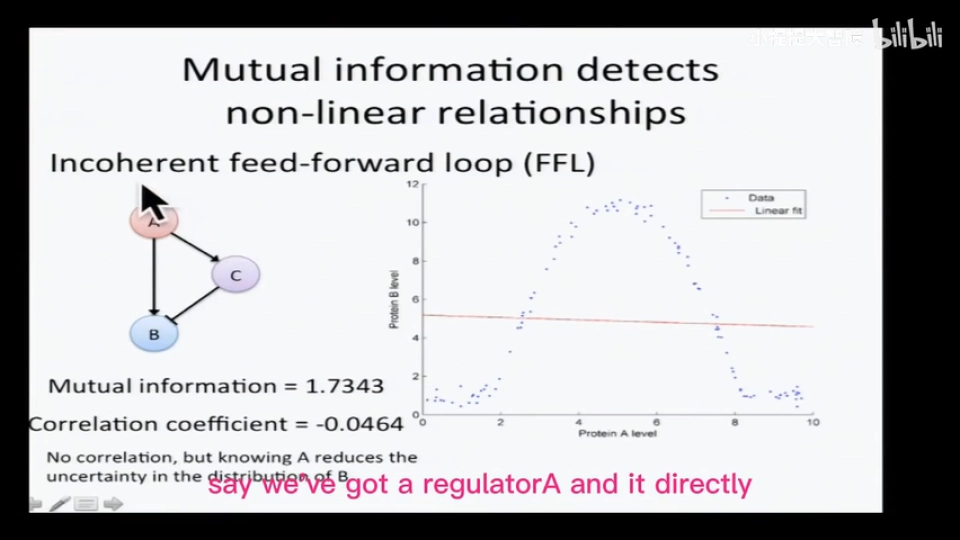 bilibili
Mutual information detects
non-linear relationships
Incoherent feed-forward loop (FFL)
A
C
B
12
10
8
6
4
2
0
Protein B level
Data
Linear fit
0 2 4 6 8 10
Protein A level
Mutual information = 1.7343
Correlation coefficient = -0.0464
No correlation, but knowing A reduces the
uncertainty in the distribution of B
say we've got a regulatorA and it directly